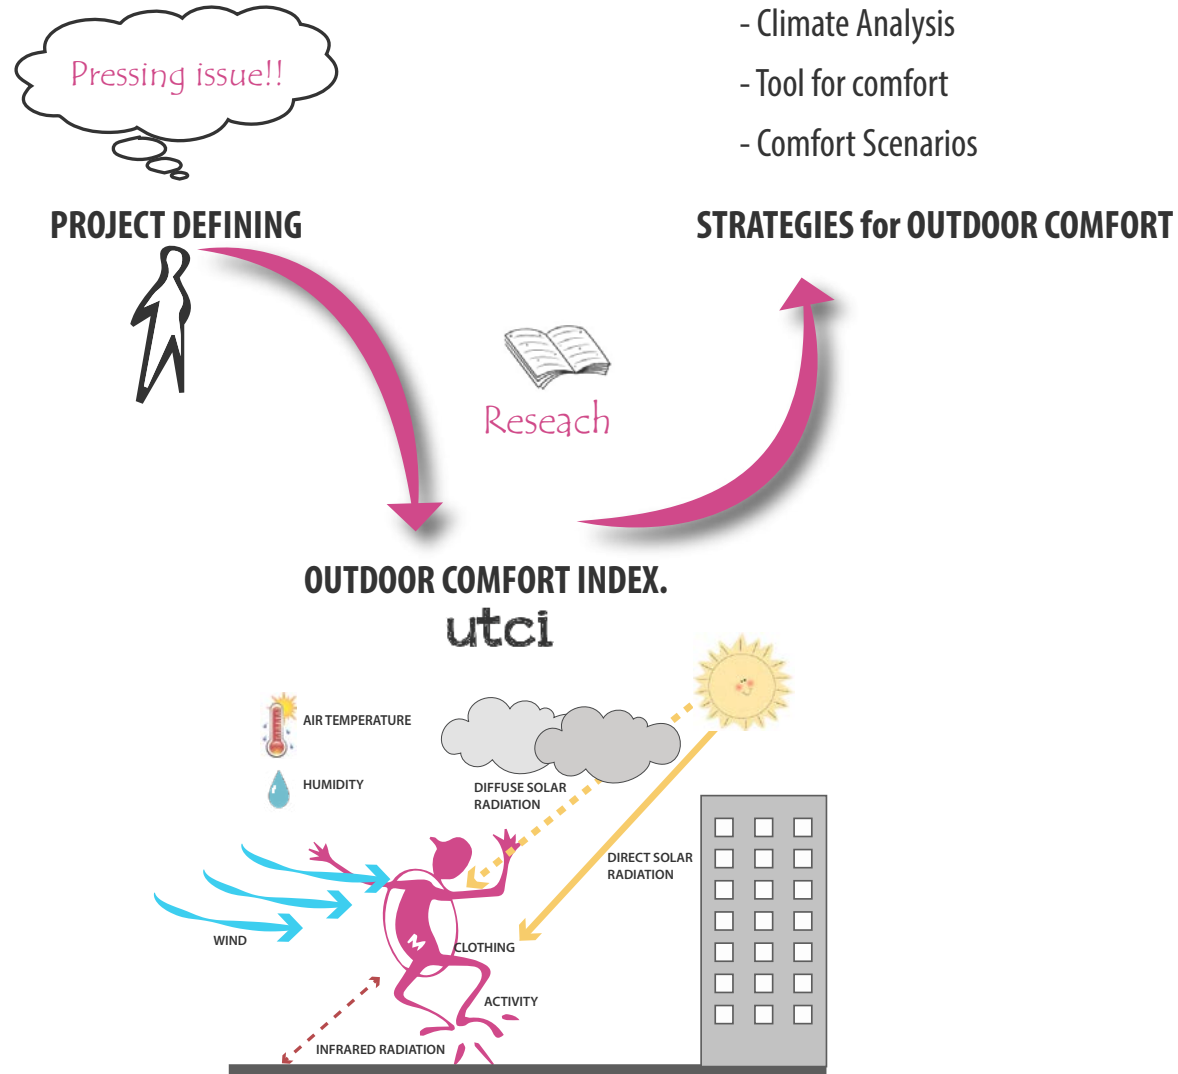 Pressing issue!!
- Climate Analysis
- Tool for comfort
- Comfort Scenarios
PROJECT DEFINING
STRATEGIES for OUTDOOR COMFORT
Reseach
OUTDOOR COMFORT INDEX.
utci
AIR TEMPERATURE
HUMIDITY
DIFFUSE SOLAR
RADIATION
DIRECT SOLAR
RADIATION
WIND
M
CLOTHING
ACTIVITY
INFRARED RADIATION